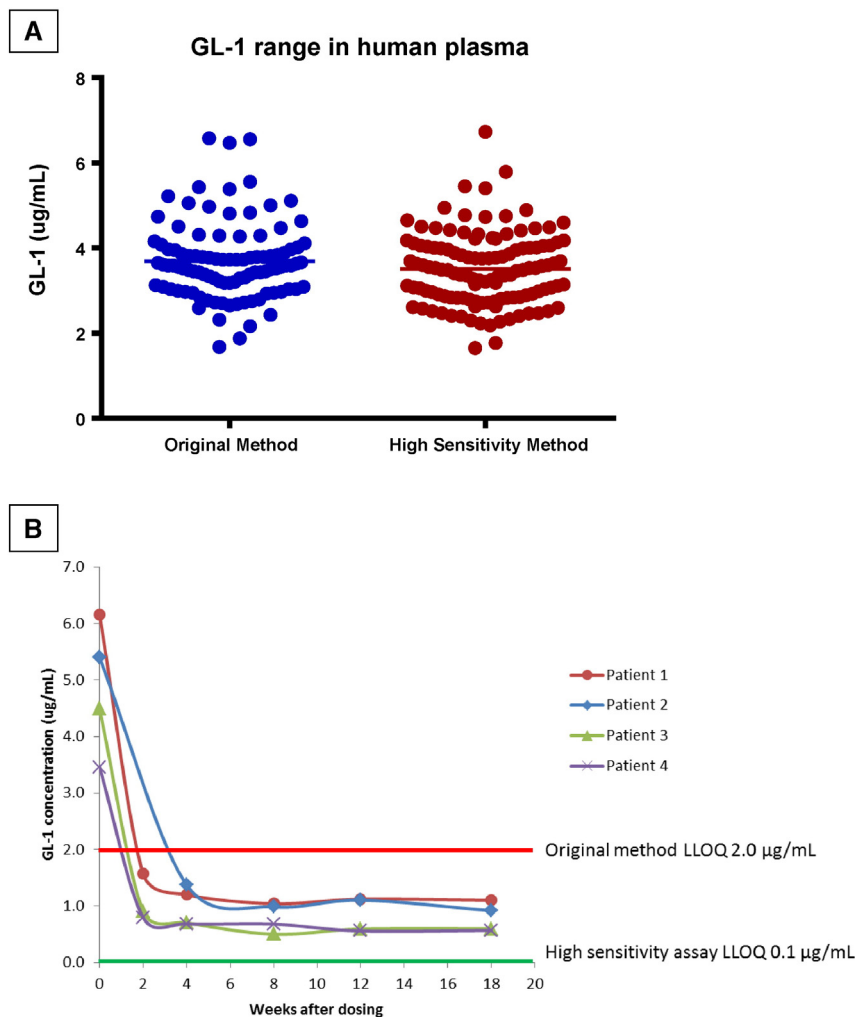 A
GL-1 range in human plasma
8
6
4
2
0
GL-1 (ug/mL)
Original Method
High Sensitivity Method
B
7.0
6.0
5.0
4.0
3.0
2.0
1.0
0.0
GL-1 concentration (ug/mL)
0 2 4 6 8 10 12 14 16 18 20
Weeks after dosing
Patient 1
Patient 2
Patient 3
Patient 4
Original method LLOQ 2.0 µg/mL
High sensitivity assay LLOQ 0.1 µg/mL